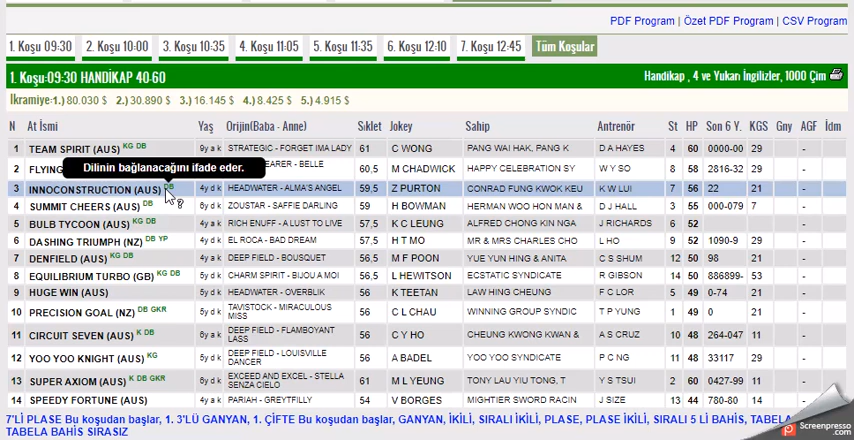 PDF Program | Özet PDF Program | CSV Program
1. Koşu 09:30 2. Koşu 10:00 3. Koşu 10:35 4. Koşu 11:05 5. Koşu 11:35 6. Koşu 12:10 7. Koşu 12:45 Tüm Koşular
1. Koşu:09:30 HANDİKAP 40-60 Handikap , 4 ve Yukarı İngilizler, 1000 Çim
İkramiye:1.) 80.030 $ 2.) 30.890 $ 3.) 16.145 $ 4.) 8.425 $ 5.) 4.915 $
N At İsmi Yaş Orijin(Baba - Anne) Sıklet Jokey Sahip Antrenör St HP Son 6 Y. KGS Gny AGF İdm
1 TEAM SPIRIT (AUS) KG DB 9y a k STRATEGIC - FORGET IMA LADY 61 C WONG PANG WAI HAK, PANG K D A HAYES 4 60 0000-00 29 -
Dilinin bağlanacağını ifade eder.
2 FLYING EARER - BELLE 60,5 M CHADWICK HAPPY CELEBRATION SY W Y SO 8 58 2816-32 29 -
3 INNOCONSTRUCTION (AUS) DB 4y d k HEADWATER - ALMA'S ANGEL 59,5 Z PURTON CONRAD FUNG KWOK KEU K W LUI 7 56 22 21 -
4 SUMMIT CHEERS (AUS) DB 6y d k ZOUSTAR - SAFFIE DARLING 59 H BOWMAN HERMAN WOO HON MAN & D J HALL 3 55 000-079 7 -
5 BULB TYCOON (AUS) KG DB 4y d k RICH ENUFF - A LUST TO LIVE 57,5 K C LEUNG ALFRED CHONG KIN NGA J RICHARDS 6 52 -
6 DASHING TRIUMPH (NZ) DB YP 4y d k EL ROCA - BAD DREAM 57,5 H T MO MR & MRS CHARLES CHO L HO 9 52 1090-9 29 -
7 DENFIELD (AUS) KG DB 4y a k DEEP FIELD - BOUSQUET 56,5 M F POON YUE YUN HING & ANITA C S SHUM 12 50 98 21 -
8 EQUILIBRIUM TURBO (GB) KG DB 5y d k CHARM SPIRIT - BIJOU A MOI 56,5 L HEWITSON ECSTATIC SYNDICATE R GIBSON 14 50 886899- 53 -
9 HUGE WIN (AUS) 4y d k HEADWATER - OVERBLIK 56 K TEETAN LAW HING CHEUNG F C LOR 5 49 0-74 21 -
10 PRECISION GOAL (NZ) DB GKR TAVISTOCK - MIRACULOUS MISS 56 C L CHAU WINNING GROUP SYNDIC T P YUNG 1 49 0 21 -
11 CIRCUIT SEVEN (AUS) K DB DEEP FIELD - FLAMBOYANT LASS 56 C Y HO CHEUNG KWONG KWAN & A S CRUZ 10 48 264-047 11 -
12 YOO YOO KNIGHT (AUS) KG DEEP FIELD - LOUISVILLE DANCER 56 A BADEL YOO YOO SYNDICATE P C NG 11 48 33117 29 -
13 SUPER AXIOM (AUS) K DB GKR EXCEED AND EXCEL - STELLA SENZA CIELO 61 M L YEUNG TONY LAU YIU TONG, T Y S TSUI 2 60 0427-99 11 -
14 SPEEDY FORTUNE (AUS) PARIAH - GREYTFILLY 54 V BORGES MIGHTIER SWORD RACIN J SIZE 13 44 780-80 14 -
7'Lİ PLASE Bu koşudan başlar, 1. 3'LÜ GANYAN, 1. ÇİFTE Bu koşudan başlar, GANYAN, İKİLİ, SIRALI İKİLİ, PLASE, PLASE İKİLİ, SIRALI 5 Lİ BAHİS, TABELA
TABELA BAHİS SIRASIZ
Screenpresso
.com